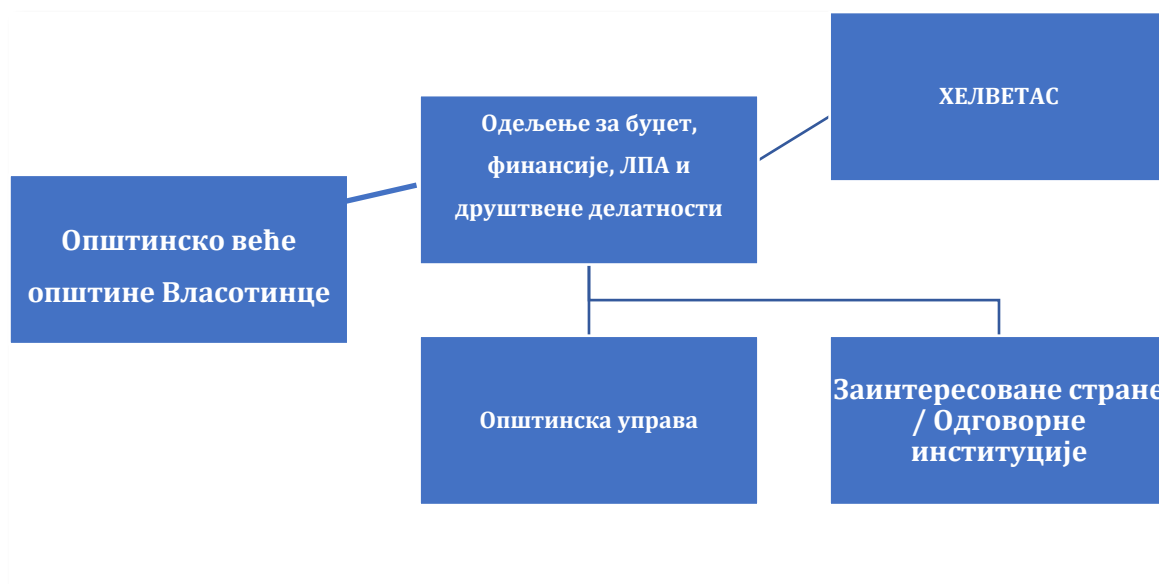 ХЕЛВЕТАС
Одељење за буџет,
финансије, ЛПА и
друштвене делатности
Општинско веће
општине Власотинце
Општинска управа
Заинтересоване стране
/ Одговорне
институције